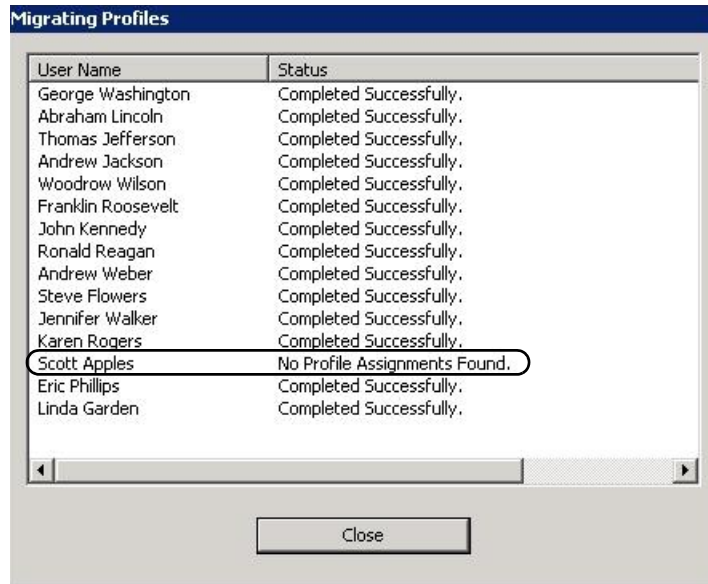 Migrating Profiles
User Name Status
George Washington Completed Successfully.
Abraham Lincoln Completed Successfully.
Thomas Jefferson Completed Successfully.
Andrew Jackson Completed Successfully.
Woodrow Wilson Completed Successfully.
Franklin Roosevelt Completed Successfully.
John Kennedy Completed Successfully.
Ronald Reagan Completed Successfully.
Andrew Weber Completed Successfully.
Steve Flowers Completed Successfully.
Jennifer Walker Completed Successfully.
Karen Rogers Completed Successfully.
Scott Apples No Profile Assignments Found.
Eric Phillips Completed Successfully.
Linda Garden Completed Successfully.
Close